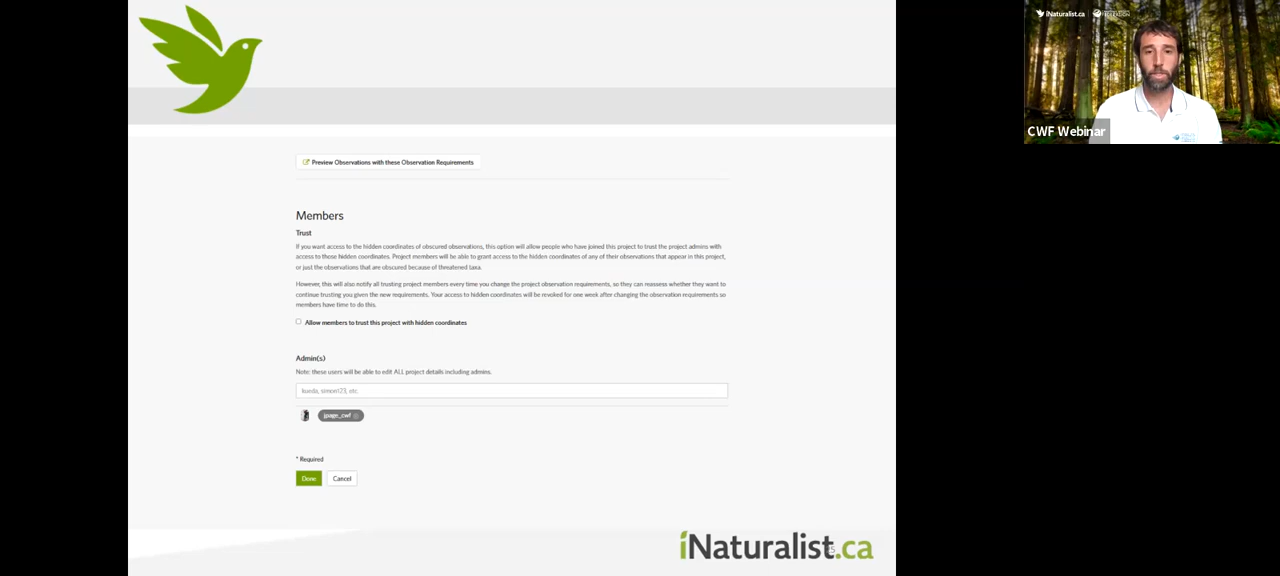 iNaturalist.ca
CWF Webinar
Preview Observations with these Observation Requirements
Members
Trust
If you want access to the hidden coordinates of obscured observations, this option will allow people who have joined this project to trust the project admins with
access to those hidden coordinates. Project members will be able to grant access to the hidden coordinates of any of their observations that appear in this project,
or just the observations that are obscured because of threatened taxa.
However, this will also notify all trusting project members every time you change the project observation requirements, so they can reassess whether they want to
continue trusting you given the new requirements. Your access to hidden coordinates will be revoked for one week after changing the observation requirements so
members have time to do this.
Allow members to trust this project with hidden coordinates
Admin(s)
Note: these users will be able to edit ALL project details including admins.
kueda, simon123, etc.
jpage_cwf
* Required
Done Cancel
iNaturalist.ca